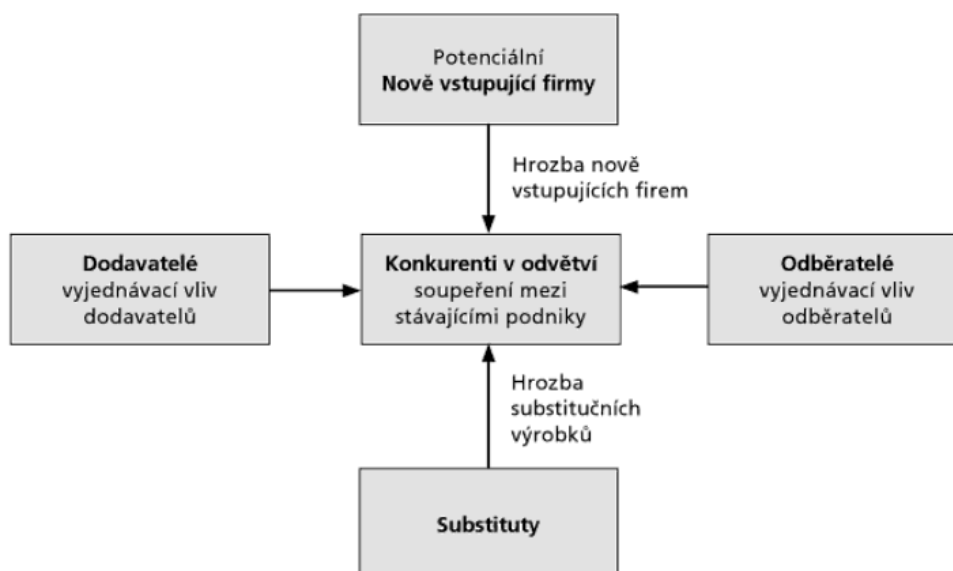 Potenciální
Nově vstupující firmy
Hrozba nově
vstupujících firem
Dodavatelé
vyjednávací vliv
dodavatelů
Konkurenti v odvětví
soupeření mezi
stávajícími podniky
Odběratelé
vyjednávací vliv
odběratelů
Hrozba
substitučních
výrobků
Substituty